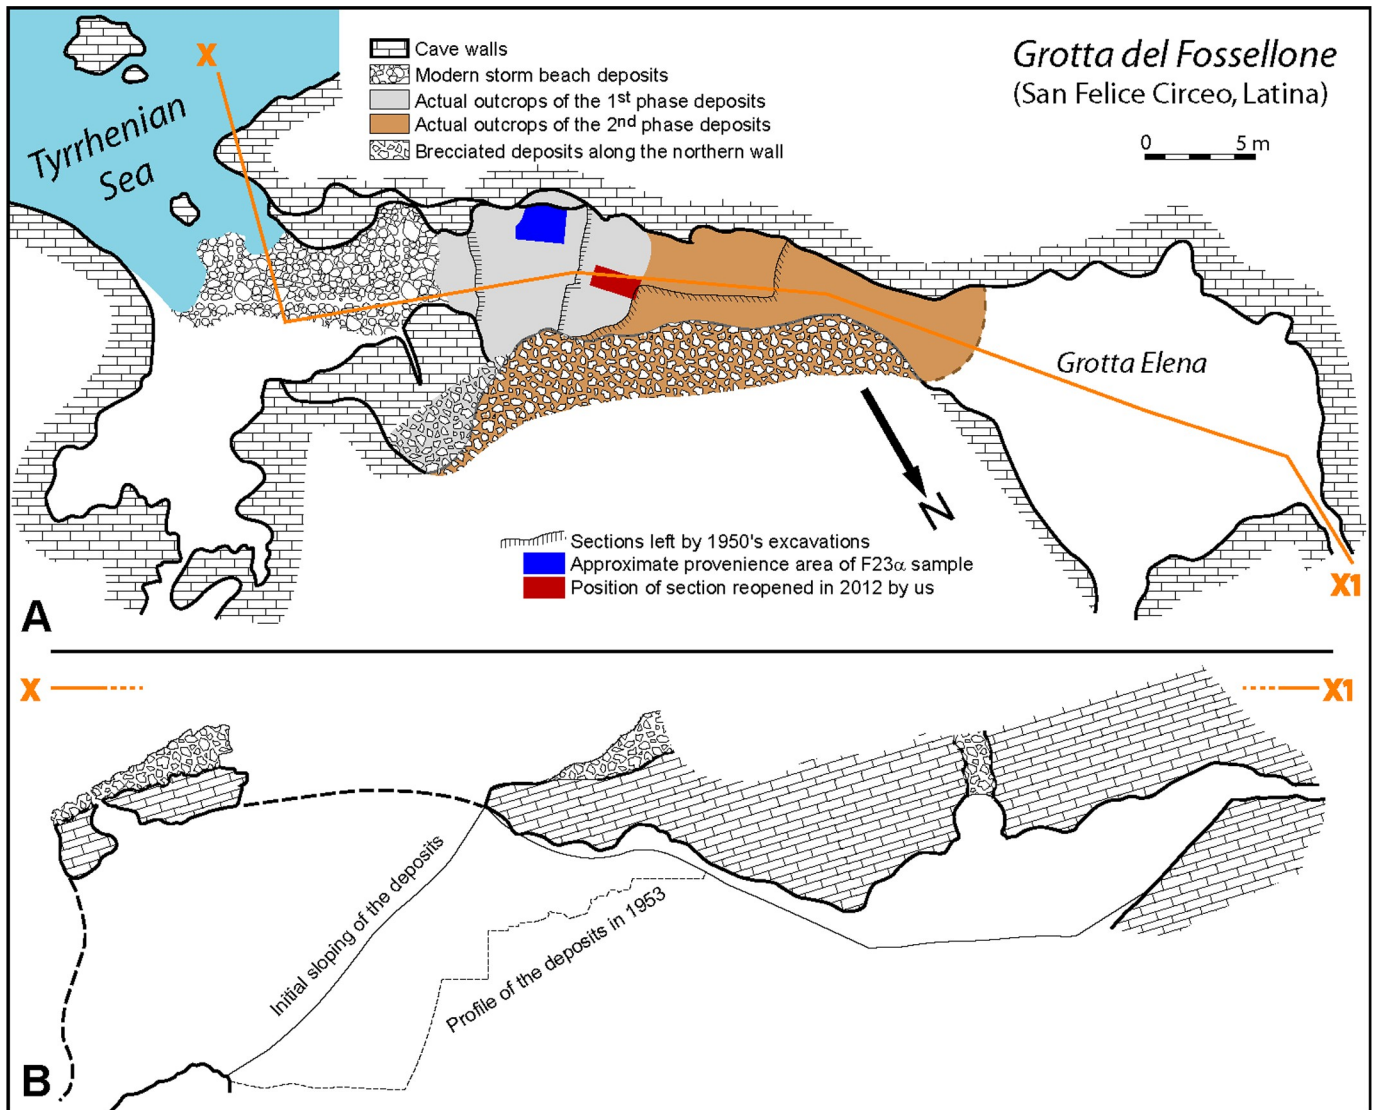 X
Tyrrhenian
Sea
Cave walls
Modern storm beach deposits
Actual outcrops of the 1st phase deposits
Actual outcrops of the 2nd phase deposits
Brecciated deposits along the northern wall
Grotta del Fossellone
(San Felice Circeo, Latina)
0 5 m
Grotta Elena
N
Sections left by 1950's excavations
Approximate provenience area of F23α sample
Position of section reopened in 2012 by us
X1
A
X
X1
Initial sloping of the deposits
Profile of the deposits in 1953
B